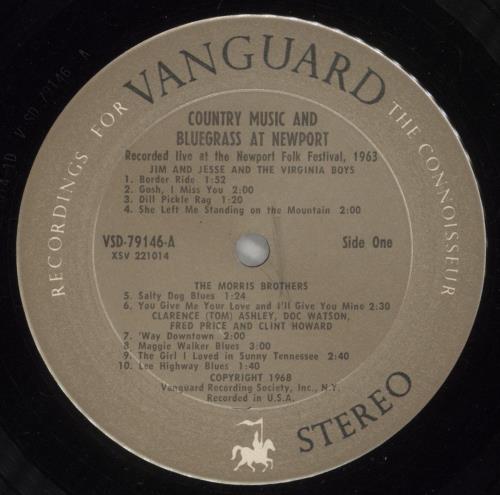 RECORDINGS FOR VANGUARD THE CONNOISSEUR
COUNTRY MUSIC AND
BLUEGRASS AT NEWPORT
Recorded live at the Newport Folk Festival, 1963
JIM AND JESSE AND THE VIRGINIA BOYS
1. Border Ride 1:52
2. Gosh, I Miss You 2:00
3. Dill Pickle Rag 1:20
4. She Left Me Standing on the Mountain 2:00
VSD-79146-A Side One
XSV 221014
THE MORRIS BROTHERS
5. Salty Dog Blues 1:24
6. You Give Me Your Love and I'll Give You Mine 2:30
CLARENCE (TOM) ASHLEY, DOC WATSON,
FRED PRICE AND CLINT HOWARD
7. 'Way Downtown 2:00
8. Maggie Walker Blues 3:00
9. The Girl I Loved in Sunny Tennessee 2:40
10. Lee Highway Blues 1:40
COPYRIGHT 1968
Vanguard Recording Society, Inc., N.Y.
Recorded in U.S.A.
STEREO